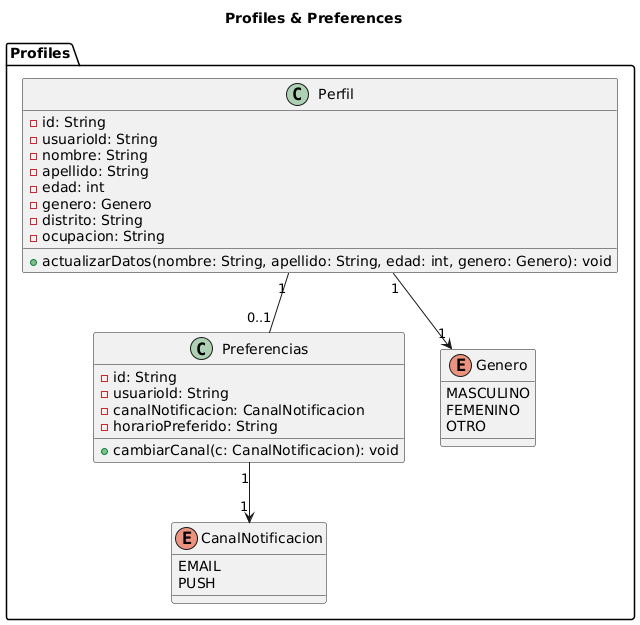 Profiles & Preferences
Profiles
C Perfil
id: String
usuarioId: String
nombre: String
apellido: String
edad: int
genero: Genero
distrito: String
ocupacion: String
actualizarDatos(nombre: String, apellido: String, edad: int, genero: Genero): void
1
1
0..1
1
C Preferencias
id: String
usuarioId: String
canalNotificacion: CanalNotificacion
horarioPreferido: String
cambiarCanal(c: CanalNotificacion): void
E Genero
MASCULINO
FEMENINO
OTRO
1
1
E CanalNotificacion
EMAIL
PUSH